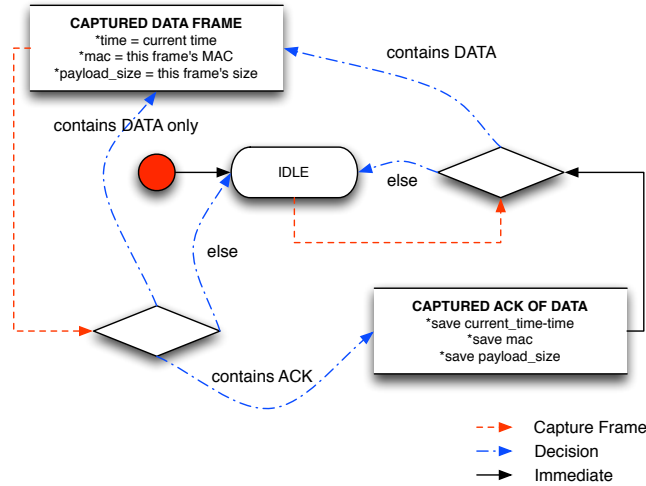 CAPTURED DATA FRAME
*time = current time
*mac = this frame's MAC
*payload_size = this frame's size
contains DATA
contains DATA only
IDLE
else
else
CAPTURED ACK OF DATA
*save current_time-time
*save mac
*save payload_size
contains ACK
Capture Frame
Decision
Immediate